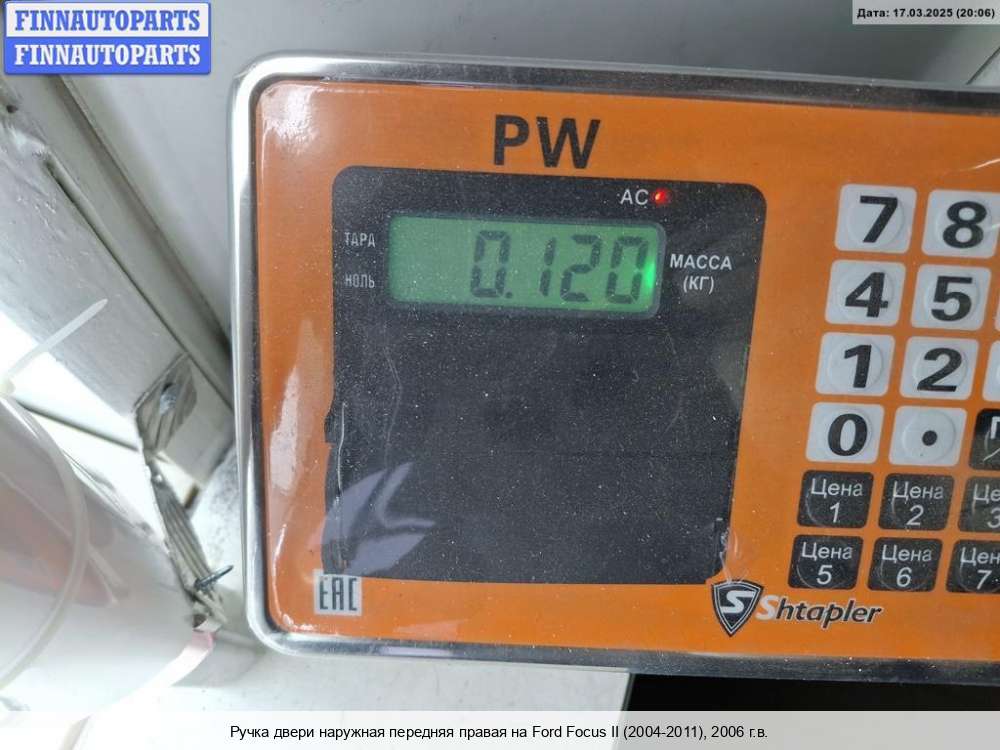 FINNAUTOPARTS
FINNAUTOPARTS
Дата: 17.03.2025 (20:06)
PW
AC
ТАРА
НОЛЬ
0.120
МАССА
(КГ)
7 8
4 5
1 2
0 .
Цена 1
Цена 2
3
Цена 5
Цена 6
7
EAC
S Shtapler
Ручка двери наружная передняя правая на Ford Focus II (2004-2011), 2006 г.в.